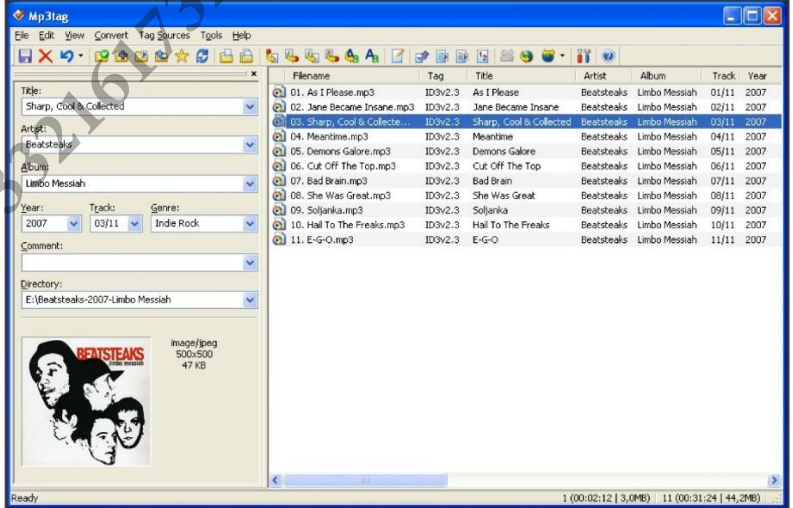 Mp3tag
File Edit View Convert Tag Sources Tools Help
Title:
Sharp, Cool & Collected
Artist:
Beatsteaks
Album:
Limbo Messiah
Year: Track: Genre:
2007 03/11 Indie Rock
Comment:
Directory:
E:\Beatsteaks-2007-Limbo Messiah
BEATSTEAKS
limbo messiah
image/jpeg
500x500
47 KB
Filename Tag Title Artist Album Track Year
01. As I Please.mp3 ID3v2.3 As I Please Beatsteaks Limbo Messiah 01/11 2007
02. Jane Became Insane.mp3 ID3v2.3 Jane Became Insane Beatsteaks Limbo Messiah 02/11 2007
03. Sharp, Cool & Collecte... ID3v2.3 Sharp, Cool & Collected Beatsteaks Limbo Messiah 03/11 2007
04. Meantime.mp3 ID3v2.3 Meantime Beatsteaks Limbo Messiah 04/11 2007
05. Demons Galore.mp3 ID3v2.3 Demons Galore Beatsteaks Limbo Messiah 05/11 2007
06. Cut Off The Top.mp3 ID3v2.3 Cut Off The Top Beatsteaks Limbo Messiah 06/11 2007
07. Bad Brain.mp3 ID3v2.3 Bad Brain Beatsteaks Limbo Messiah 07/11 2007
08. She Was Great.mp3 ID3v2.3 She Was Great Beatsteaks Limbo Messiah 08/11 2007
09. Soljanka.mp3 ID3v2.3 Soljanka Beatsteaks Limbo Messiah 09/11 2007
10. Hail To The Freaks.mp3 ID3v2.3 Hail To The Freaks Beatsteaks Limbo Messiah 10/11 2007
11. E-G-O.mp3 ID3v2.3 E-G-O Beatsteaks Limbo Messiah 11/11 2007
Ready 1 (00:02:12 | 3,0MB) 11 (00:31:24 | 44,2MB)